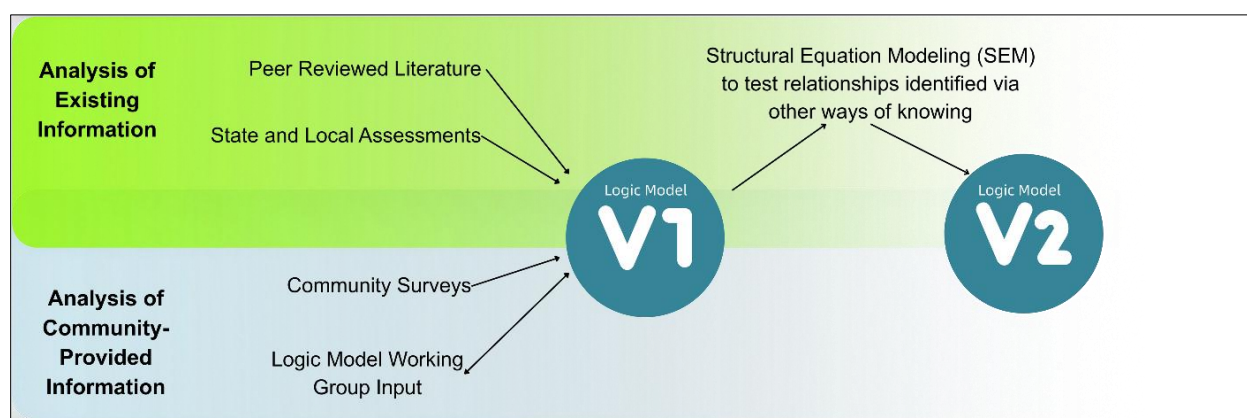 Analysis of
Existing
Information
Peer Reviewed Literature
State and Local Assessments
Structural Equation Modeling (SEM)
to test relationships identified via
other ways of knowing
Logic Model
V1
Logic Model
V2
Analysis of
Community-
Provided
Information
Community Surveys
Logic Model Working
Group Input